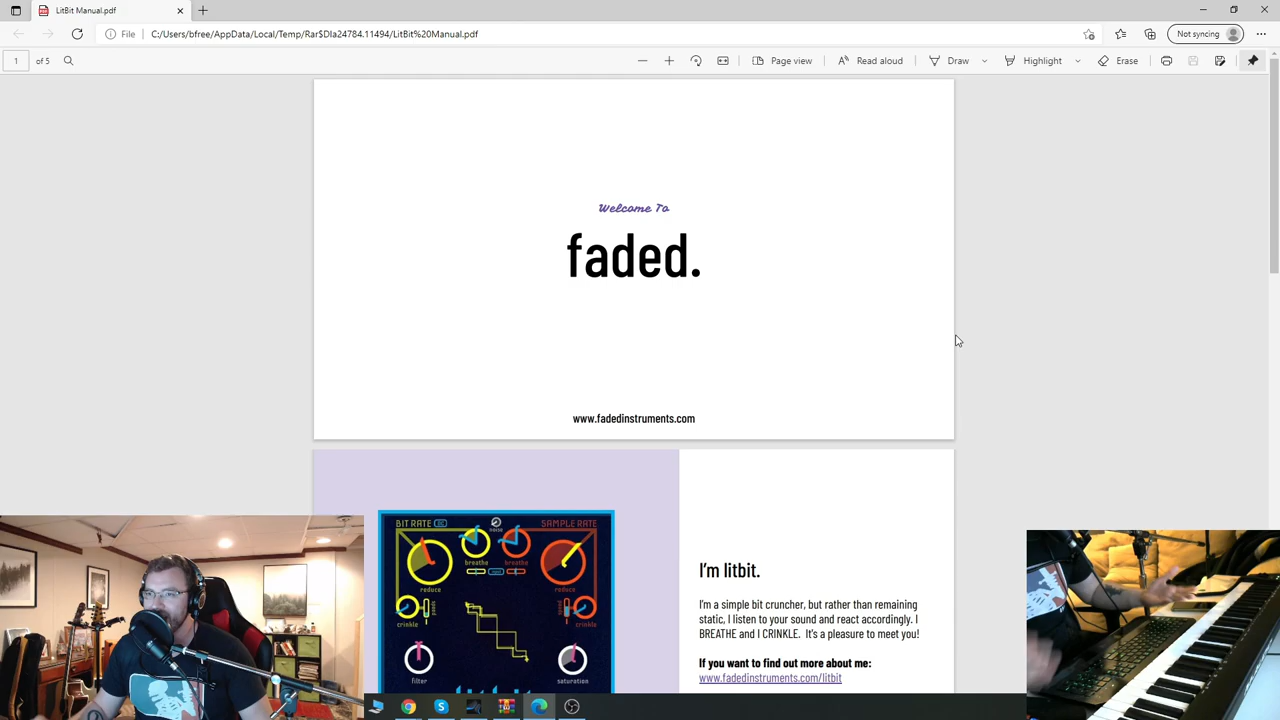 LitBit Manual.pdf
File
C:/Users/bfree/AppData/Local/Temp/Rar$DIa24784.11494/LitBit%20Manual.pdf
Not syncing
1
of 5
Page view
Read aloud
Draw
Highlight
Erase
Welcome To
faded.
www.fadedinstruments.com
BIT RATE
DC
noise
SAMPLE RATE
breathe
breathe
reduce
reduce
crinkle
crinkle
filter
saturation
litbit
I'm litbit.
I'm a simple bit cruncher, but rather than remaining
static, I listen to your sound and react accordingly. I
BREATHE and I CRINKLE. It's a pleasure to meet you!
If you want to find out more about me:
www.fadedinstruments.com/litbit